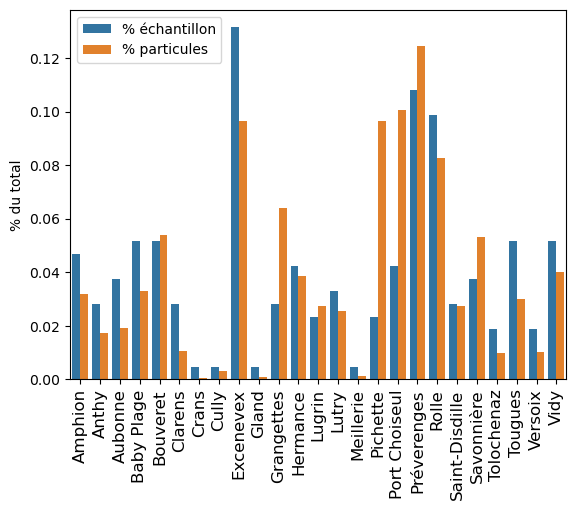 % échantillon
% particules
% du total
0.12
0.10
0.08
0.06
0.04
0.02
0.00
Amphion
Anthy
Aubonne
Baby Plage
Bouveret
Clarens
Crans
Cully
Excenevex
Gland
Grangettes
Hermance
Lugrin
Lutry
Meillerie
Pichette
Port Choiseul
Préverenges
Rolle
Saint-Disdille
Savonnière
Tolochenaz
Tougues
Versoix
Vidy